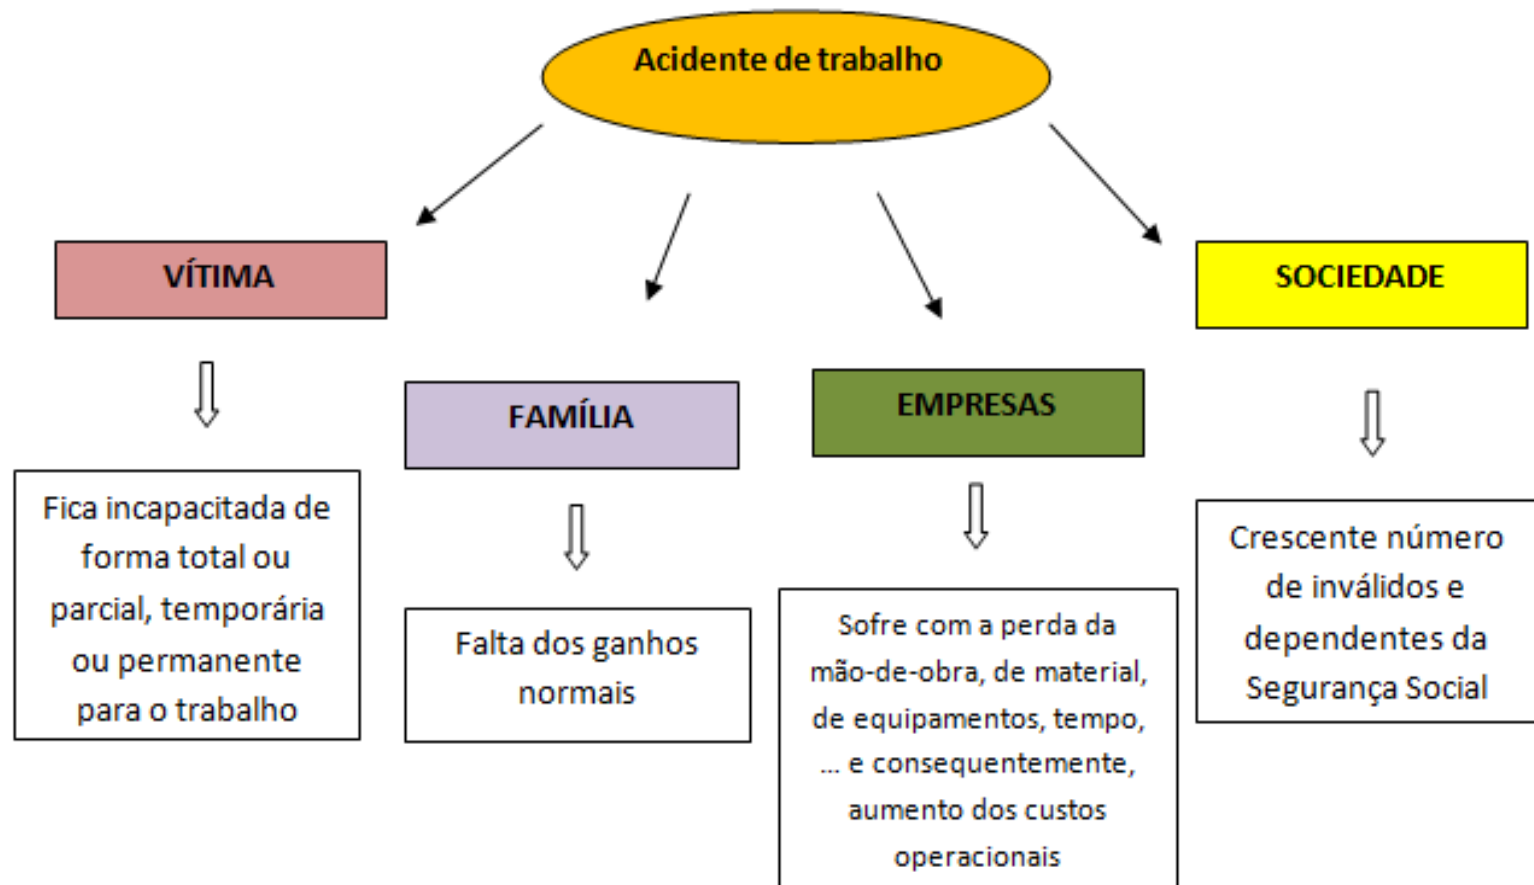 Acidente de trabalho
VÍTIMA
Fica incapacitada de
forma total ou
parcial, temporária
ou permanente
para o trabalho
FAMÍLIA
Falta dos ganhos
normais
EMPRESAS
Sofre com a perda da
mão-de-obra, de material,
de equipamentos, tempo,
... e consequentemente,
aumento dos custos
operacionais
SOCIEDADE
Crescente número
de inválidos e
dependentes da
Segurança Social